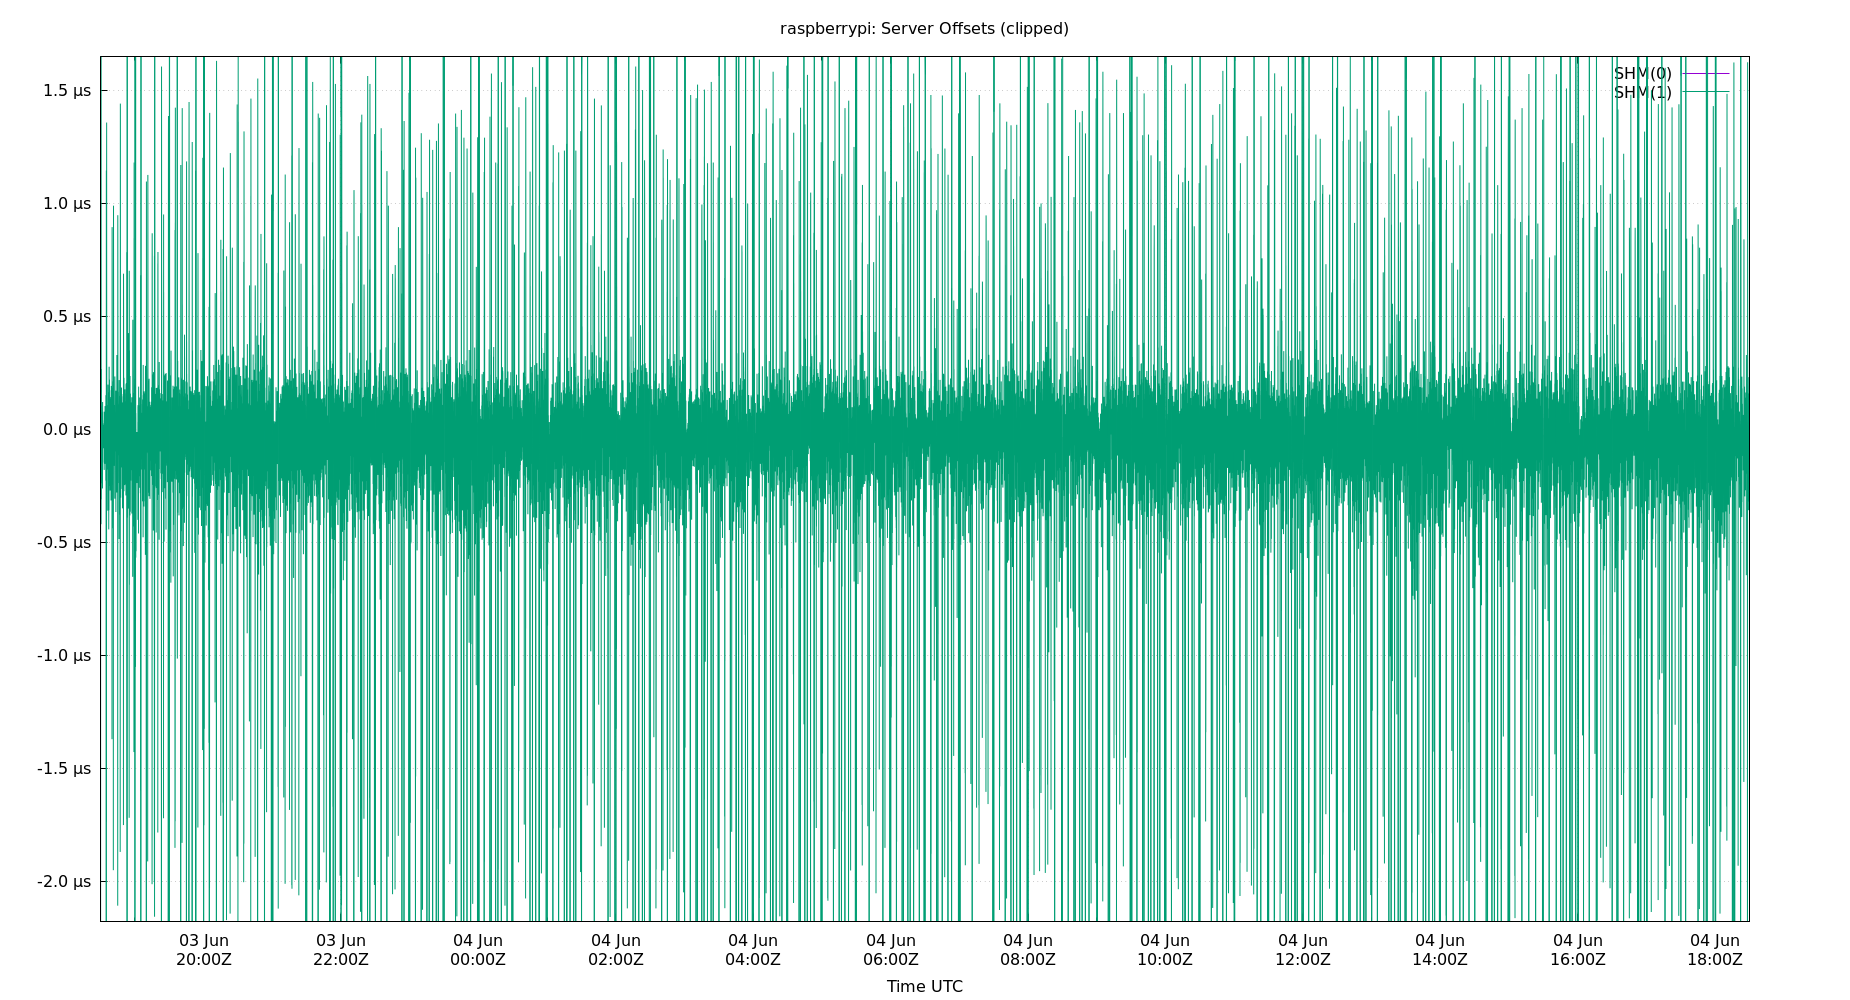 raspberrypi: Server Offsets (clipped)
SHM(0)
SHM(1)
1.5 µs
1.0 µs
0.5 µs
0.0 µs
-0.5 µs
-1.0 µs
-1.5 µs
-2.0 µs
03 Jun 03 Jun 04 Jun 04 Jun 04 Jun 04 Jun 04 Jun 04 Jun 04 Jun 04 Jun 04 Jun 04 Jun
20:00Z 22:00Z 00:00Z 02:00Z 04:00Z 06:00Z 08:00Z 10:00Z 12:00Z 14:00Z 16:00Z 18:00Z
Time UTC